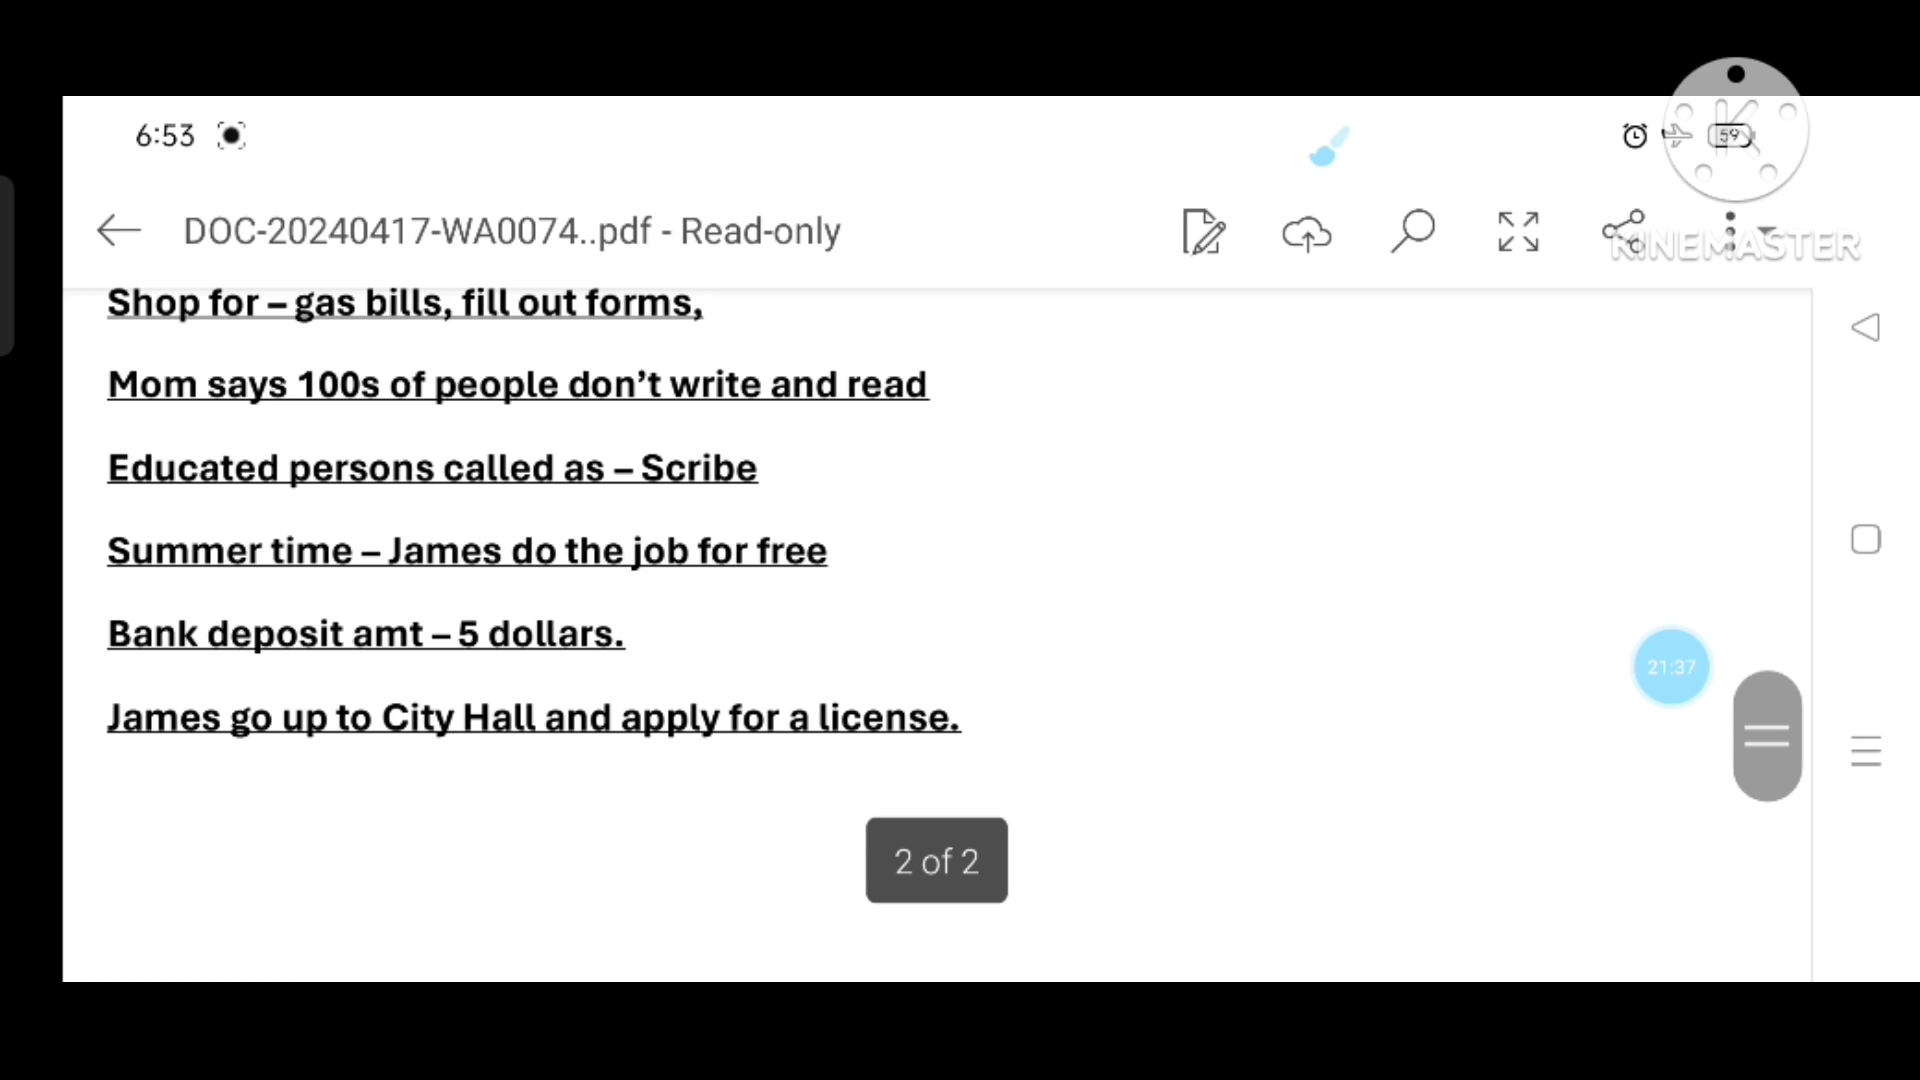 6:53
59
DOC-20240417-WA0074..pdf - Read-only
KINEMASTER
Shop for – gas bills, fill out forms,
Mom says 100s of people don’t write and read
Educated persons called as – Scribe
Summer time – James do the job for free
Bank deposit amt – 5 dollars.
21:37
James go up to City Hall and apply for a license.
2 of 2